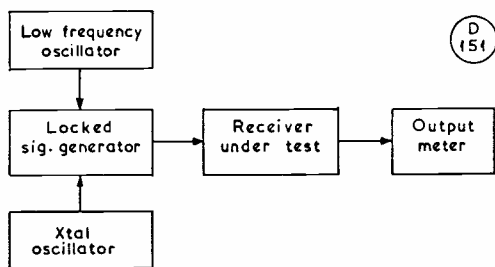 Low frequency
oscillator
D
151
Locked
sig. generator
Receiver
under test
Output
meter
Xtal
oscillator